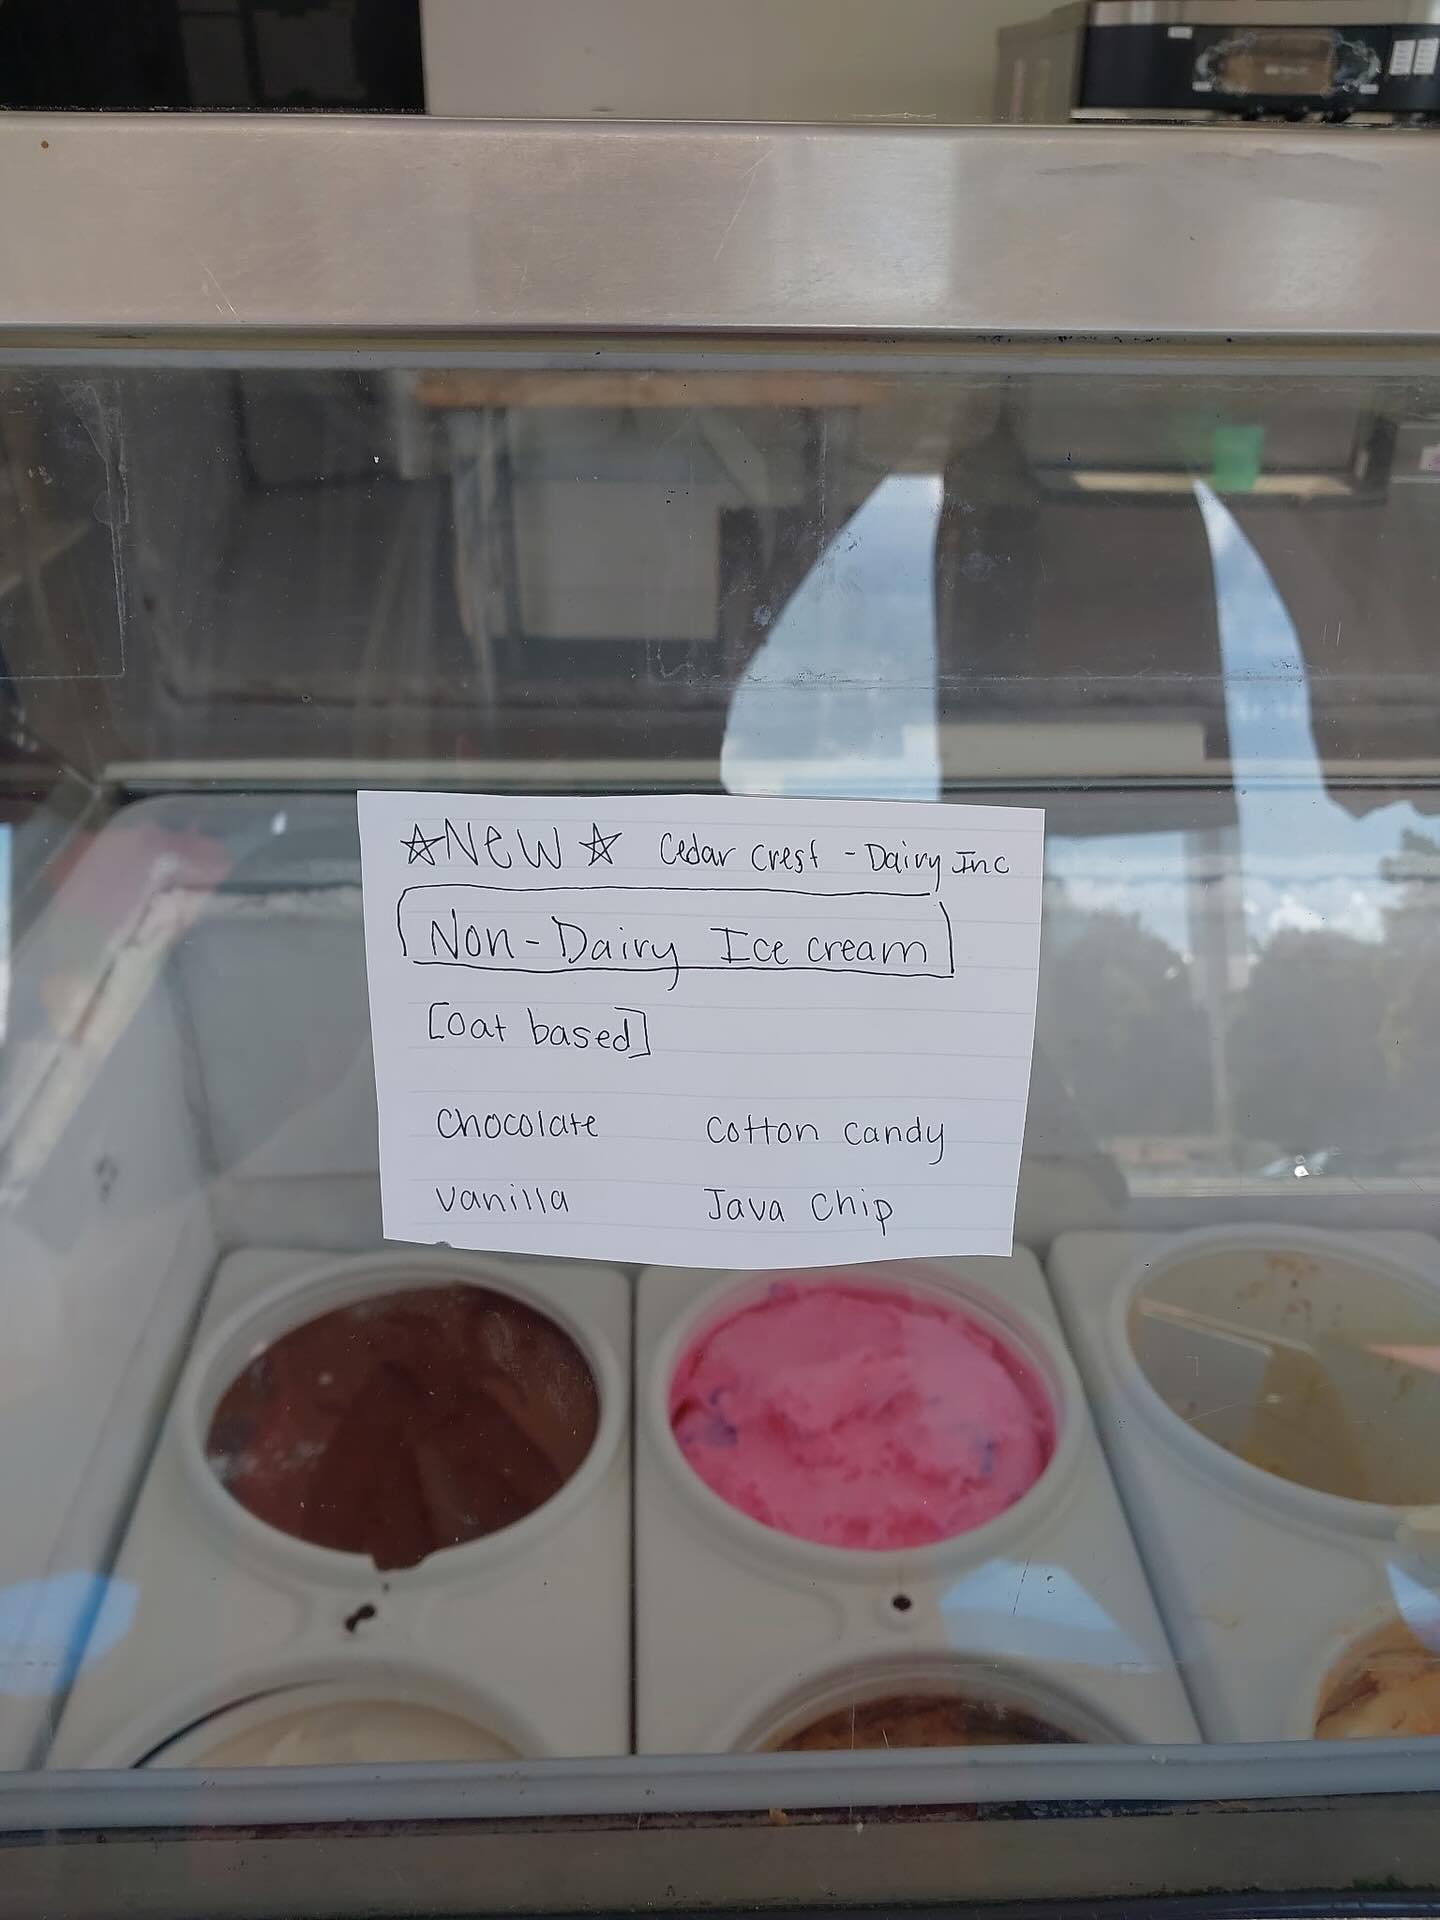 ☆NeW☆ Cedar Crest - Dairy Inc
Non-Dairy Ice cream
[Oat based]
Chocolate Cotton candy
Vanilla Java Chip